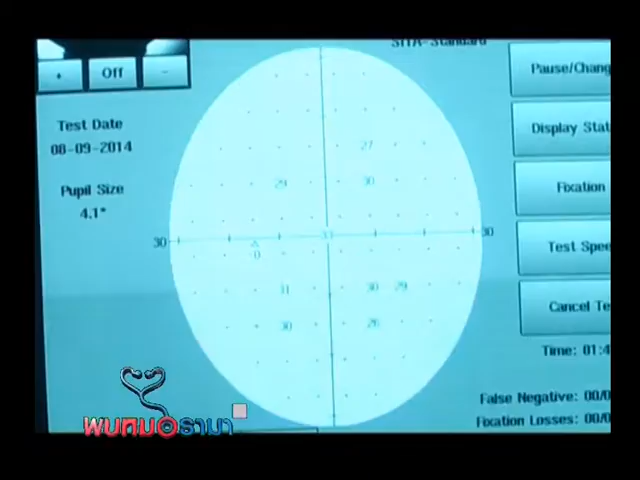 SITA-Standard
+ Off -
Pause/Chang
Test Date
08-09-2014
Display Stat
27
Pupil Size
4.1*
29 30
Fixation
30 33 30
0
Test Spee
31 30 29
Cancel Te
30 26
Time: 01:4
False Negative: 00/0
Fixation Losses: 00/0
พบหมอรามา